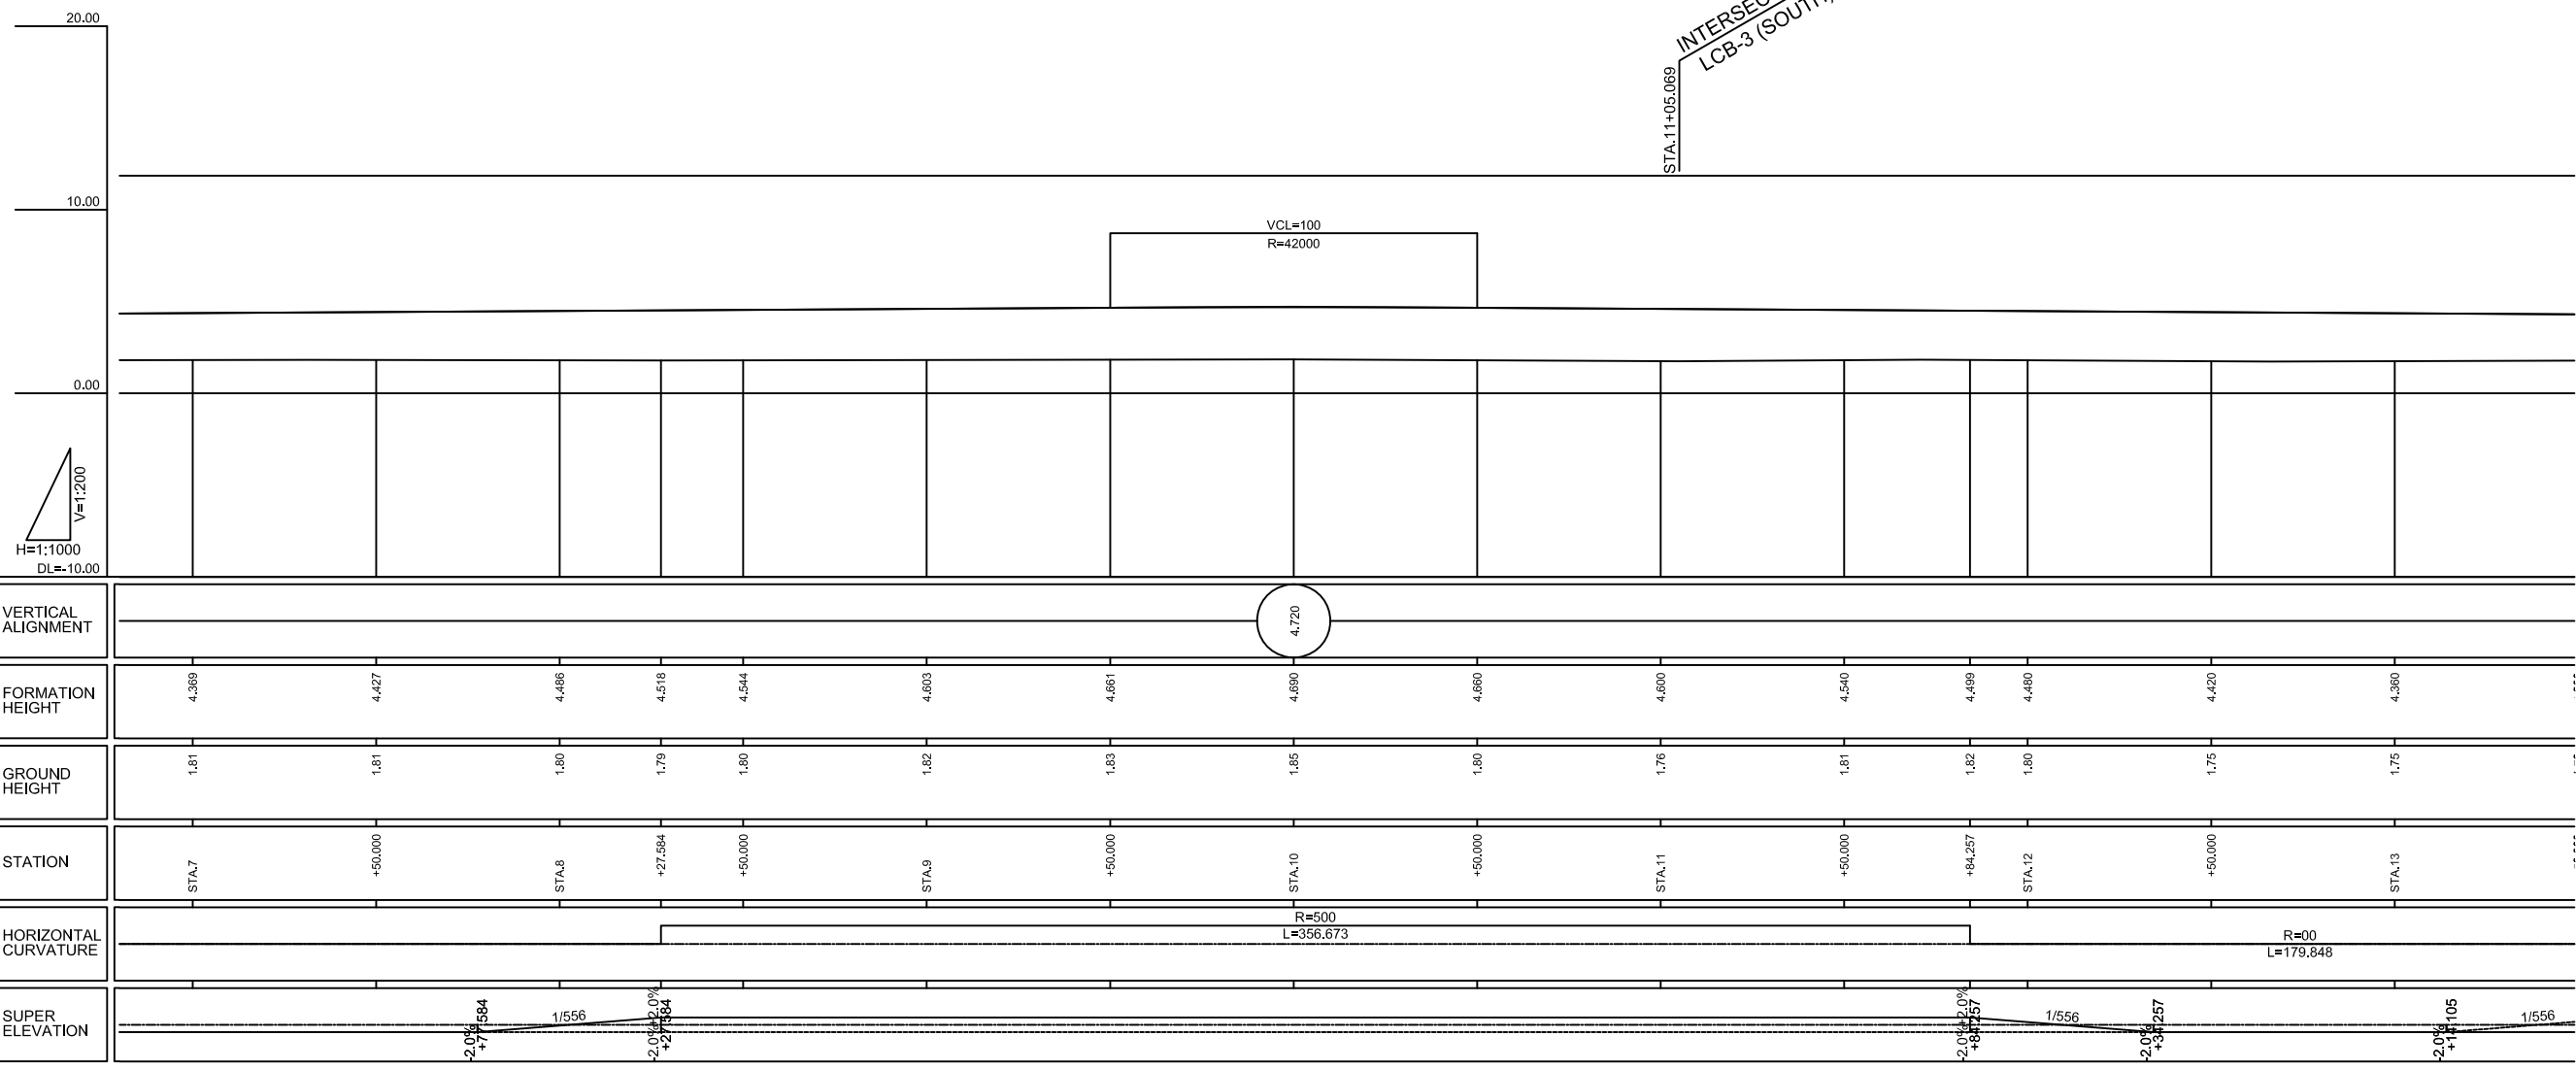 20.00
INTERSEC
LCB-3 (SOUTH)
STA.11+05.069
10.00
VCL=100
R=42000
0.00
V=1:200
H=1:1000
DL=-10.00
VERTICAL
ALIGNMENT
4.720
FORMATION
HEIGHT
4.369 4.427 4.486 4.518 4.544 4.603 4.661 4.690 4.660 4.600 4.540 4.499 4.480 4.420 4.360
GROUND
HEIGHT
1.81 1.81 1.80 1.79 1.80 1.82 1.83 1.85 1.80 1.76 1.81 1.82 1.80 1.75 1.75
STATION
STA.7 +50.000 STA.8 +27.584 +50.000 STA.9 +50.000 STA.10 +50.000 STA.11 +50.000 +84.257 STA.12 +50.000 STA.13
HORIZONTAL
CURVATURE
R=500
L=356.673
R=00
L=179.848
SUPER
ELEVATION
-2.0%
+77.584
1/556
-2.0%+2.0%
+27.584
-2.0%+2.0%
+84.257
1/556
-2.0%
+34.257
-2.0%
+14.105
1/556